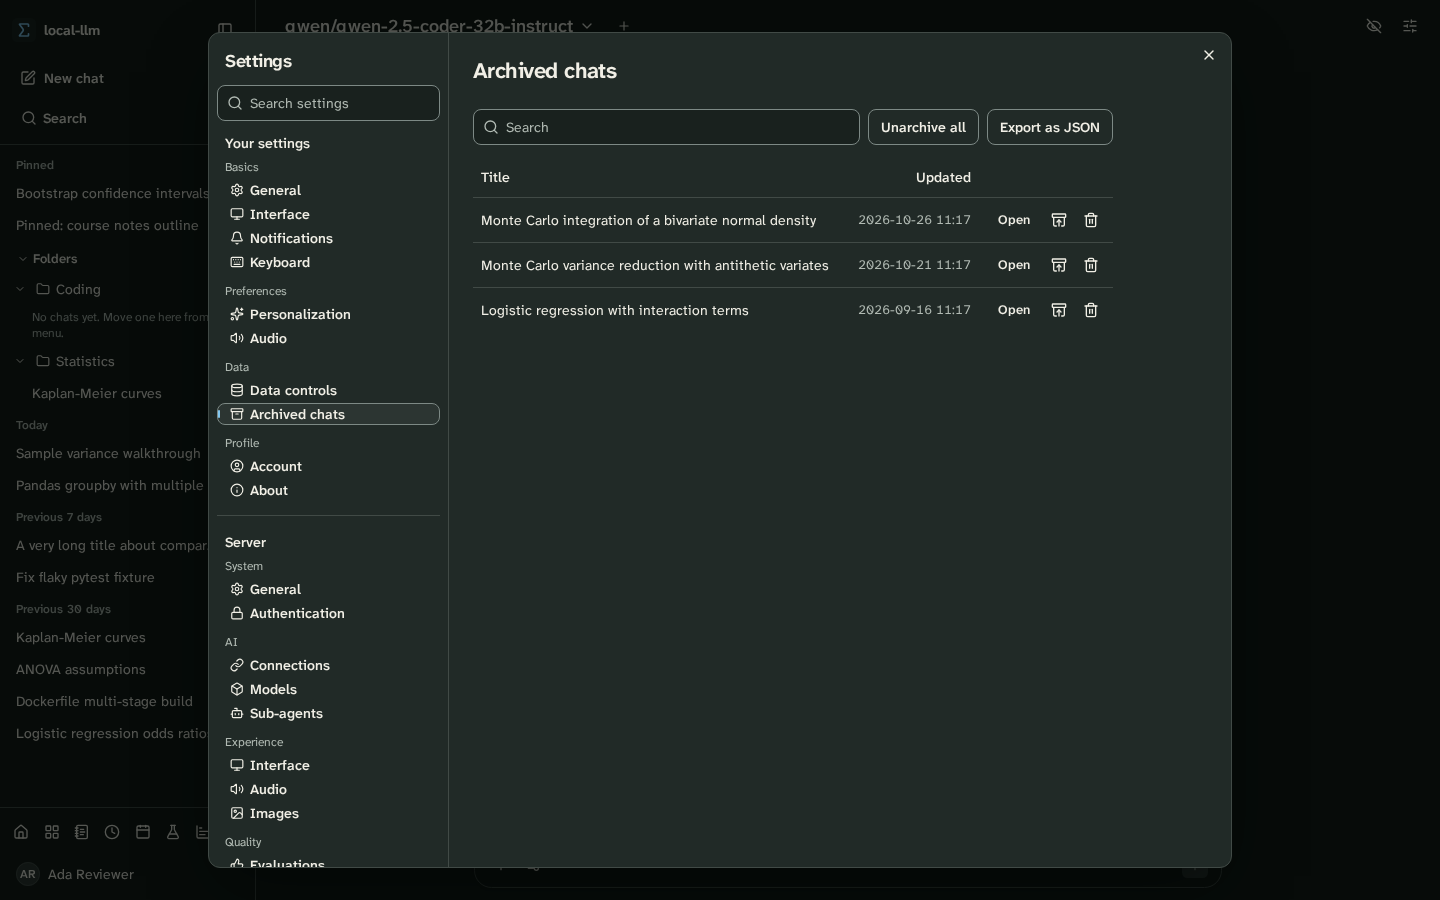 local-llm
qwen/qwen-2.5-coder-32b-instruct
New chat
Search
Pinned
Bootstrap confidence intervals
Pinned: course notes outline
Folders
Coding
No chats yet. Move one here from
menu.
Statistics
Kaplan-Meier curves
Today
Sample variance walkthrough
Pandas groupby with multiple
Previous 7 days
A very long title about compar
Fix flaky pytest fixture
Previous 30 days
Kaplan-Meier curves
ANOVA assumptions
Dockerfile multi-stage build
Logistic regression odds ratio
AR
Ada Reviewer
Settings
Search settings
Your settings
Basics
General
Interface
Notifications
Keyboard
Preferences
Personalization
Audio
Data
Data controls
Archived chats
Profile
Account
About
Server
System
General
Authentication
AI
Connections
Models
Sub-agents
Experience
Interface
Audio
Images
Quality
Evaluations
Archived chats
Search
Unarchive all
Export as JSON
Title
Updated
Monte Carlo integration of a bivariate normal density 2026-10-26 11:17 Open
Monte Carlo variance reduction with antithetic variates 2026-10-21 11:17 Open
Logistic regression with interaction terms 2026-09-16 11:17 Open